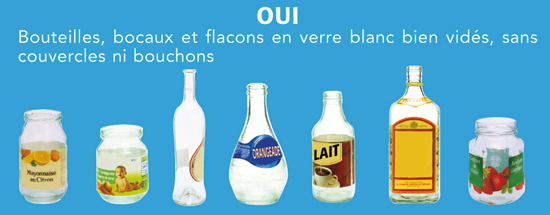 OUI
Bouteilles, bocaux et flacons en verre blanc bien vidés, sans
couvercles ni bouchons
Mayonnaise
au Citron
ORANGEADE
LAIT